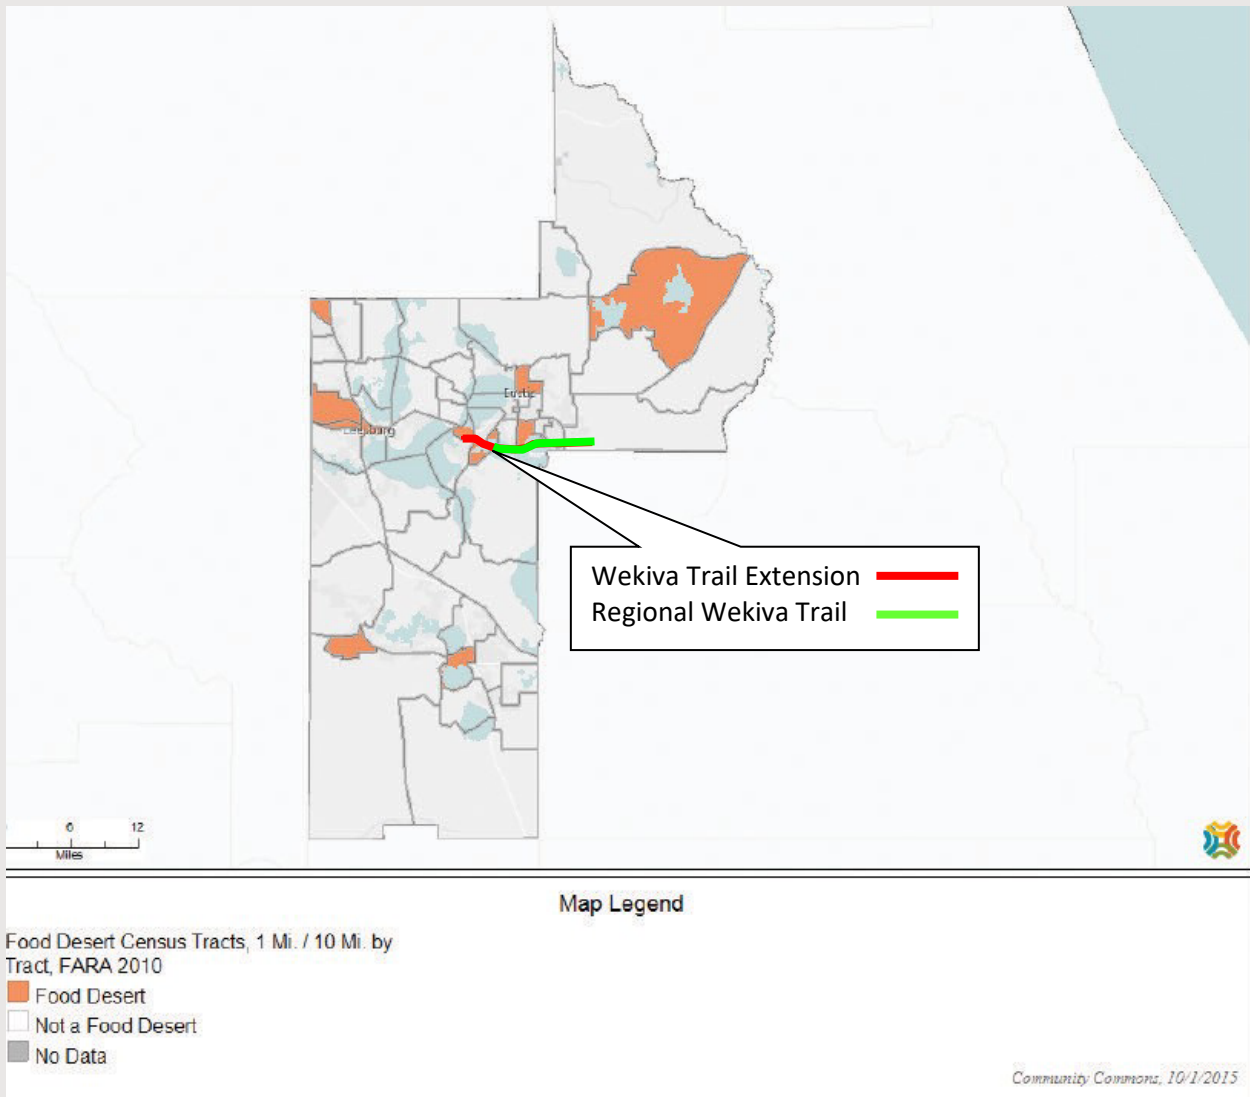 Eustis
Leesburg
Wekiva Trail Extension
Regional Wekiva Trail
6 12
Miles
Map Legend
Food Desert Census Tracts, 1 Mi. / 10 Mi. by
Tract, FARA 2010
Food Desert
Not a Food Desert
No Data
Community Commons, 10/1/2015